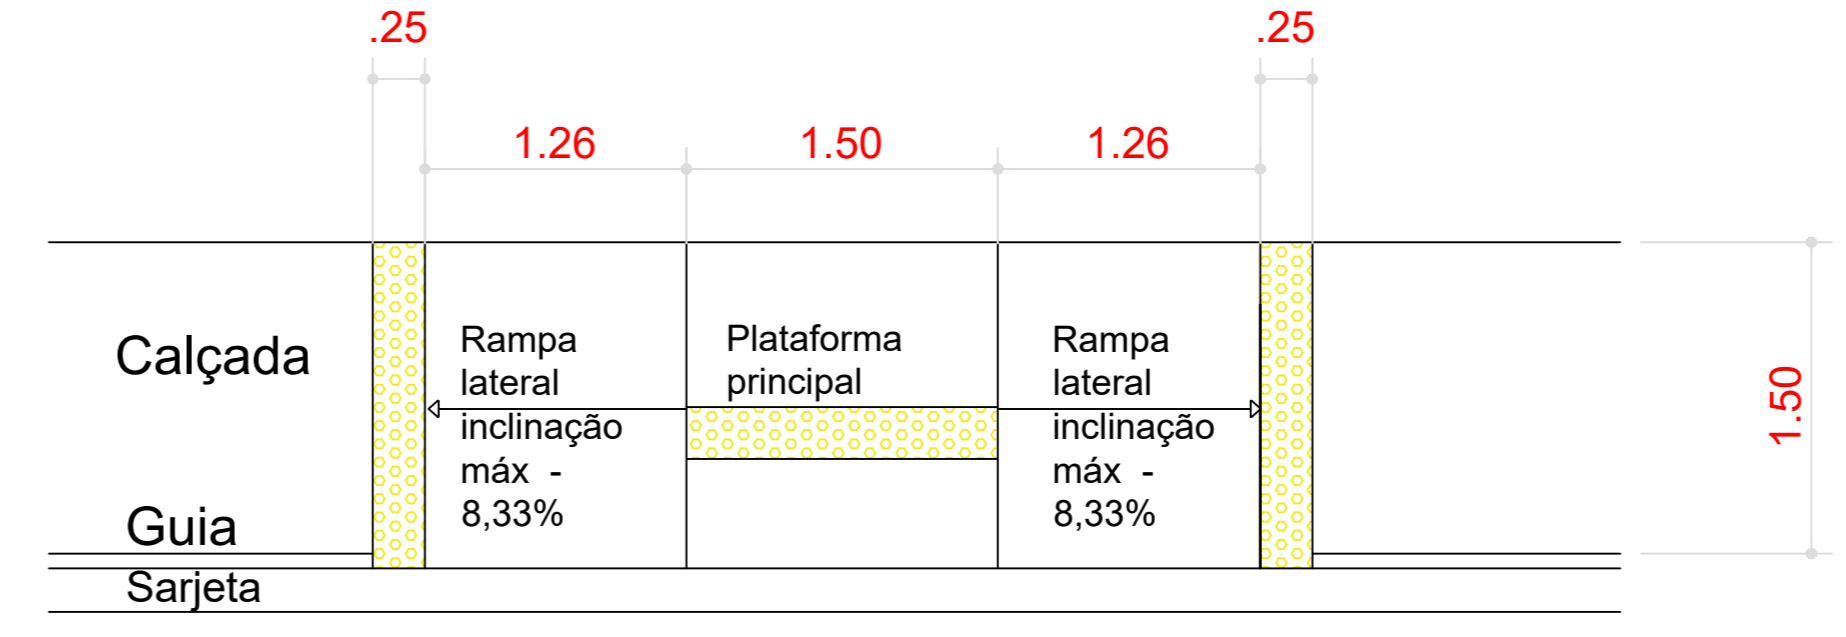 .25
.25
1.26
1.50
1.26
Calçada
Rampa
lateral
inclinação
máx -
8,33%
Plataforma
principal
Rampa
lateral
inclinação
máx -
8,33%
1.50
Guia
Sarjeta